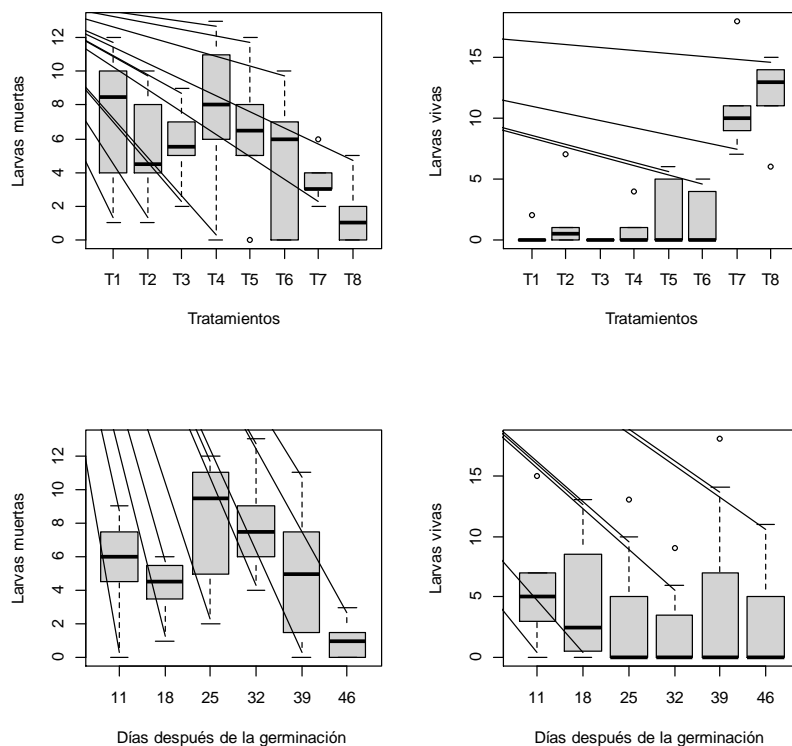 Larvas muertas
12
10
8
6
4
2
0
T1 T2 T3 T4 T5 T6 T7 T8
Tratamientos
Larvas vivas
15
10
5
0
T1 T2 T3 T4 T5 T6 T7 T8
Tratamientos
Larvas muertas
12
10
8
6
4
2
0
11 18 25 32 39 46
Días después de la germinación
Larvas vivas
15
10
5
0
11 18 25 32 39 46
Días después de la germinación